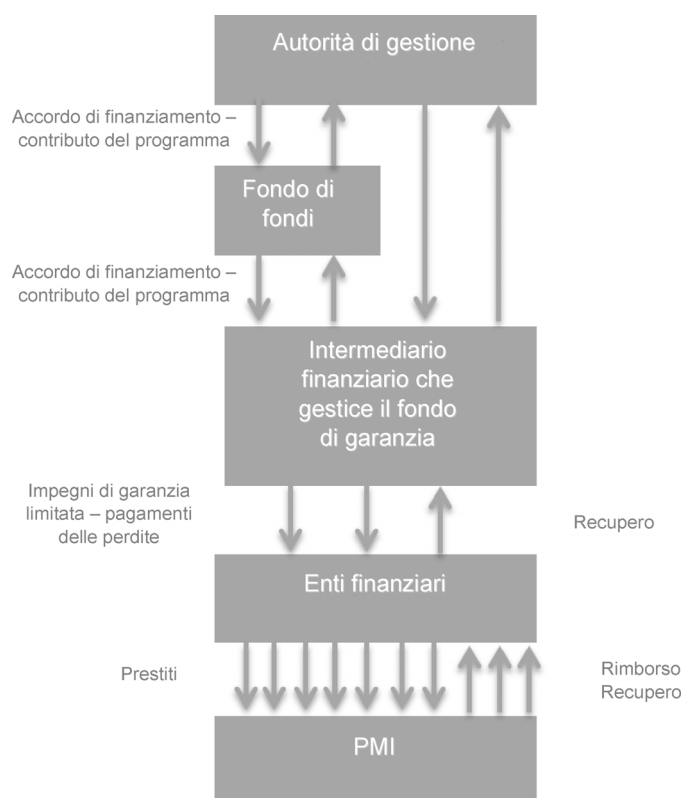 Autorità di gestione
Accordo di finanziamento –
contributo del programma
Fondo di
fondi
Accordo di finanziamento –
contributo del programma
Intermediario
finanziario che
gestice il fondo
di garanzia
Impegni di garanzia
limitata – pagamenti
delle perdite
Recupero
Enti finanziari
Prestiti
Rimborso
Recupero
PMI